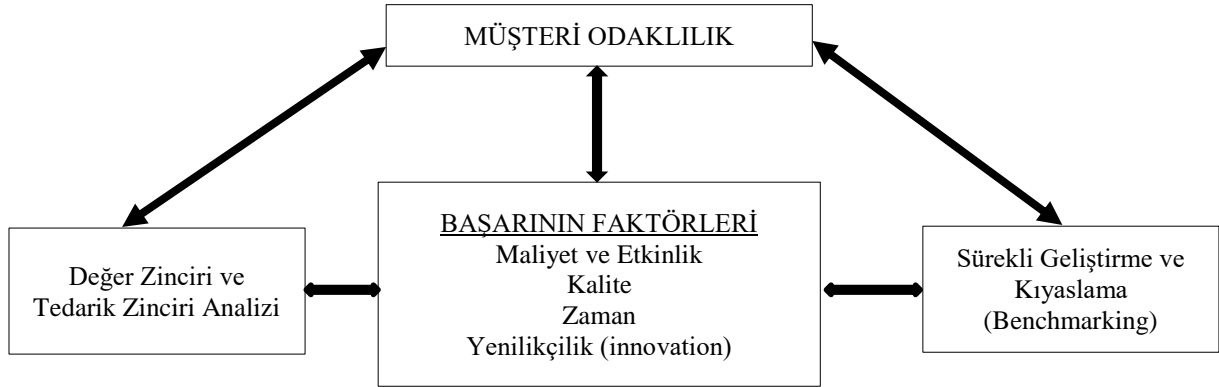 MÜŞTERİ ODAKLILIK
Değer Zinciri ve
Tedarik Zinciri Analizi
BAŞARININ FAKTÖRLERİ
Maliyet ve Etkinlik
Kalite
Zaman
Yenilikçilik (innovation)
Sürekli Geliştirme ve
Kıyaslama
(Benchmarking)